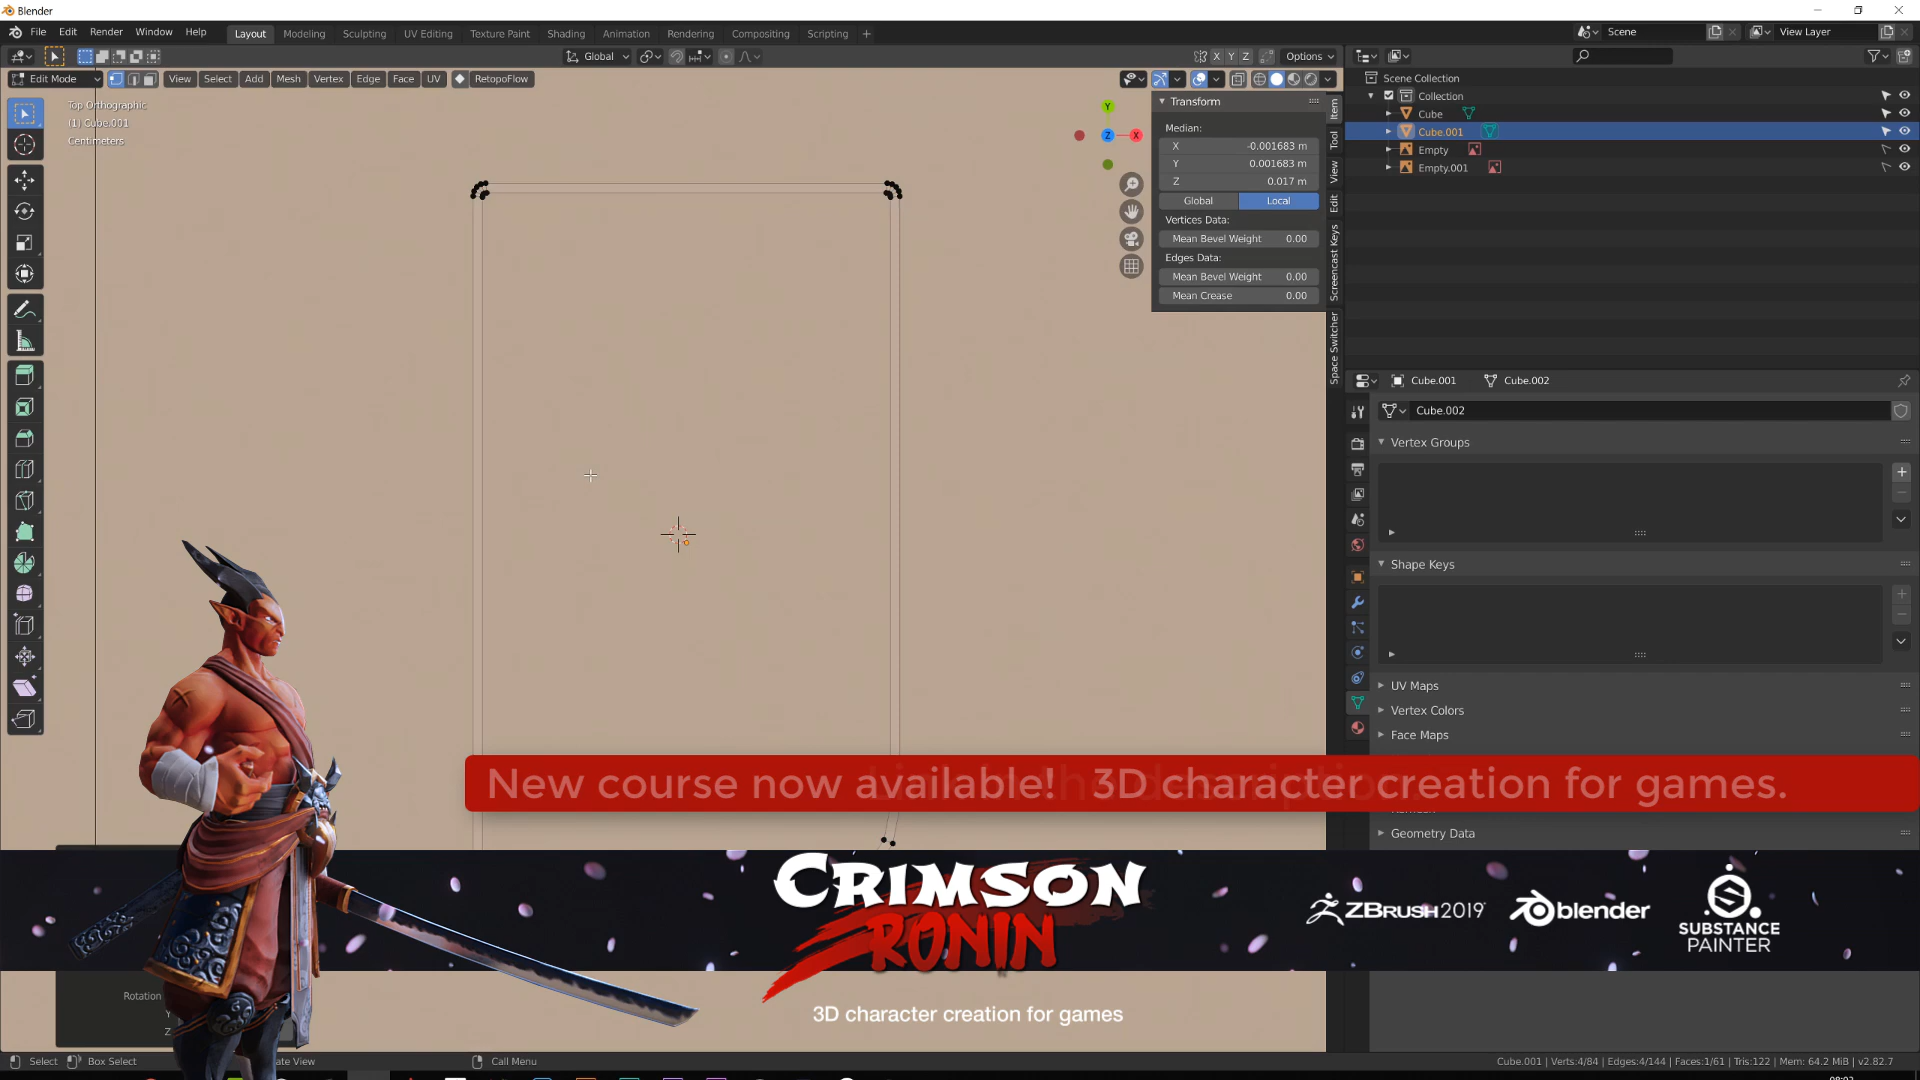 Blender
File Edit Render Window Help
Layout Modeling Sculpting UV Editing Texture Paint Shading Animation Rendering Compositing Scripting +
Scene
View Layer
Global
X Y Z
Options
Edit Mode
View Select Add Mesh Vertex Edge Face UV RetopoFlow
Top Orthographic
(1) Cube.001
Centimeters
Y
Z
X
Transform
Median:
X -0.001683 m
Y 0.001683 m
Z 0.017 m
Global Local
Vertices Data:
Mean Bevel Weight 0.00
Edges Data:
Mean Bevel Weight 0.00
Mean Crease 0.00
Item
Tool
View
Edit
Screencast Keys
Space Switcher
Scene Collection
Collection
Cube
Cube.001
Empty
Empty.001
Cube.001 Cube.002
Cube.002
Vertex Groups
Shape Keys
UV Maps
Vertex Colors
Face Maps
Geometry Data
New course now available! 3D character creation for games.
CRIMSON
RONIN
3D character creation for games
ZBRUSH 2019
blender
SUBSTANCE
PAINTER
Rotation
Y
Z
Select
Box Select
ate View
Call Menu
Cube.001 | Verts:4/84 | Edges:4/144 | Faces:1/61 | Tris:122 | Mem: 64.2 MiB | v2.82.7